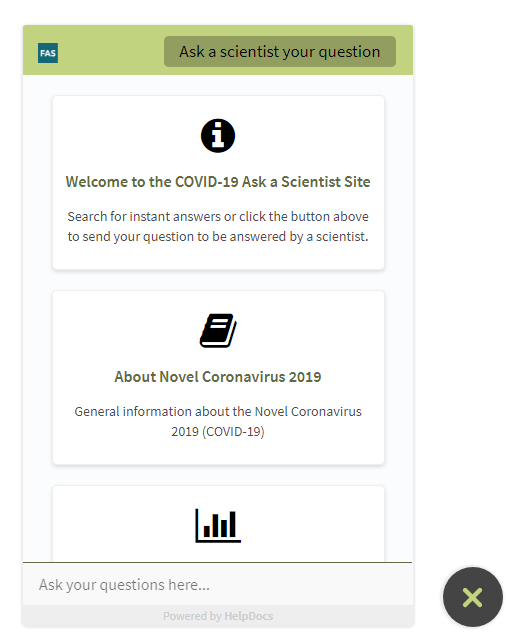 FAS
Ask a scientist your question
Welcome to the COVID-19 Ask a Scientist Site
Search for instant answers or click the button above
to send your question to be answered by a scientist.
About Novel Coronavirus 2019
General information about the Novel Coronavirus
2019 (COVID-19)
Ask your questions here...
Powered by HelpDocs